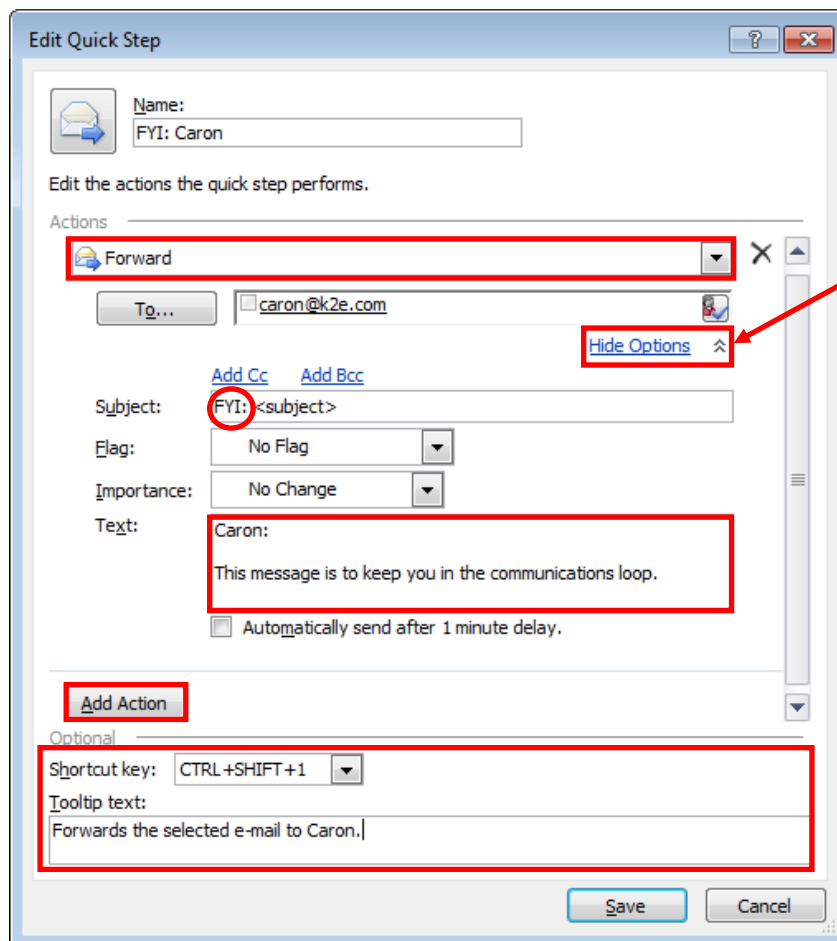 Edit Quick Step
?
Name:
FYI: Caron
Edit the actions the quick step performs.
Actions
Forward
To...
caron@k2e.com
Hide Options
Add Cc Add Bcc
Subject: FYI: <subject>
Flag: No Flag
Importance: No Change
Text: Caron:
This message is to keep you in the communications loop.
Automatically send after 1 minute delay.
Add Action
Optional
Shortcut key: CTRL+SHIFT+1
Tooltip text:
Forwards the selected e-mail to Caron.
Save Cancel